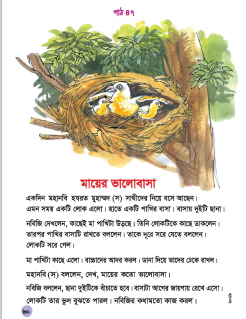 পাঠ ৪৭
মায়ের ভালোবাসা
একদিন মহানবি হযরত মুহাম্মদ (স) সাথীদের নিয়ে বসে আছেন।
এমন সময় একটি লোক এলো। হাতে একটি পাখির বাসা। বাসায় দুইটি ছানা।
নবিজি দেখলেন, কাছেই মা পাখিটা উড়ছে। তিনি লোকটিকে কাছে ডাকলেন।
তারপর পাখির বাসাটি রাখতে বললেন। তাকে দূরে সরে যেতে বললেন।
লোকটি সরে গেল।
মা পাখিটা কাছে এলো। বাচ্চাদের আদর করল। ডানা দিয়ে তাদের ঢেকে রাখল।
মহানবি (স) বললেন, দেখ, মায়ের কতো ভালোবাসা।
নবিজি বললেন, ছানা দুইটিকে বাঁচাতে হবে। বাসাটা আগের জায়গায় রেখে এসো।
লোকটি তার ভুল বুঝতে পারল। নবিজির কথামতো কাজ করল।